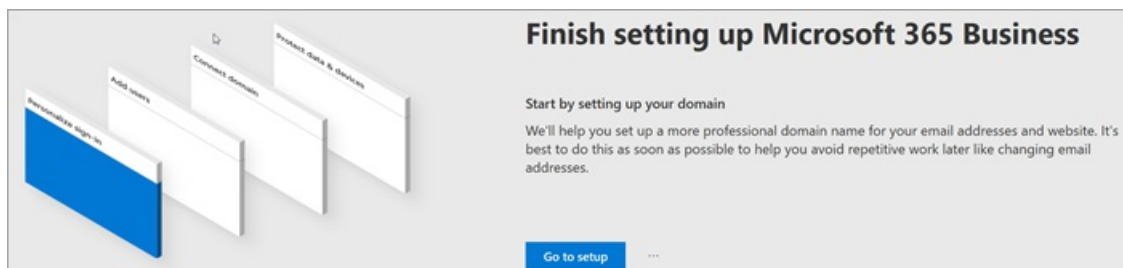 Personalize sign-in
Add users
Connect domain
Protect data & devices
Finish setting up Microsoft 365 Business
Start by setting up your domain
We'll help you set up a more professional domain name for your email addresses and website. It's
best to do this as soon as possible to help you avoid repetitive work later like changing email
addresses.
Go to setup
...